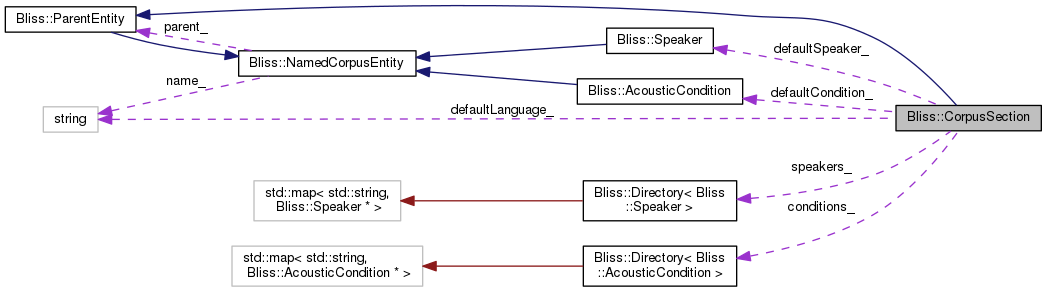 Bliss::ParentEntity
parent_
Bliss::NamedCorpusEntity
name_
string
Bliss::Speaker
defaultSpeaker_
Bliss::AcousticCondition
defaultCondition_
defaultLanguage_
Bliss::CorpusSection
speakers_
std::map< std::string,
Bliss::Speaker * >
Bliss::Directory< Bliss
::Speaker >
conditions_
std::map< std::string,
Bliss::AcousticCondition * >
Bliss::Directory< Bliss
::AcousticCondition >